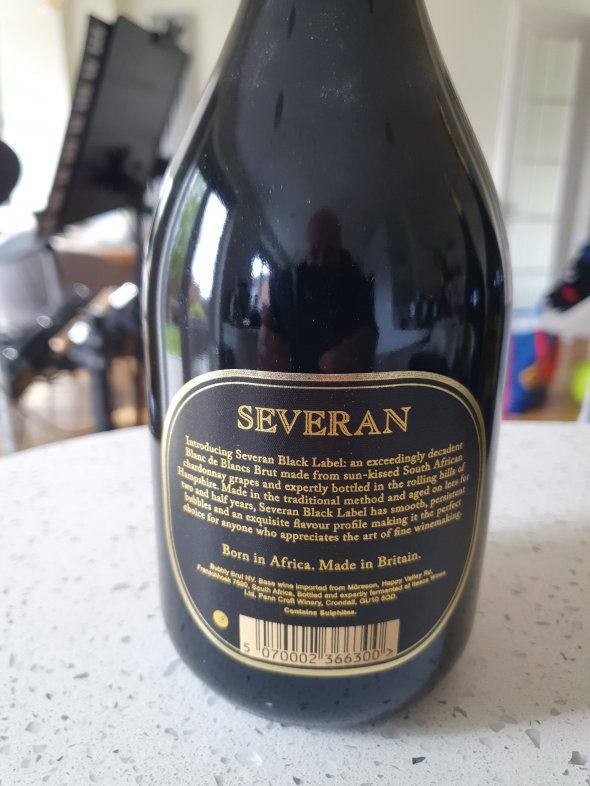 SEVERAN
Introducing Severan Black Label: an exceedingly decadent
Blanc de Blancs Brut made from sun-kissed South African
chardonnay grapes and expertly bottled in the rolling hills of
Hampshire. Made in the traditional method and aged on lees for
two and half years, Severan Black Label has smooth, persistent
bubbles and an exquisite flavour profile making it the perfect
choice for anyone who appreciates the art of fine winemaking.
Born in Africa. Made in Britain.
Bubbly Brut NV. Base wine imported from Môreson, Happy Valley Rd,
Franschhoek 7690, South Africa. Bottled and expertly fermented at Itasca Wines
Ltd, Penn Croft Winery, Crondall, GU10 5QD.
Contains Sulphites.
5 070002 366300 >